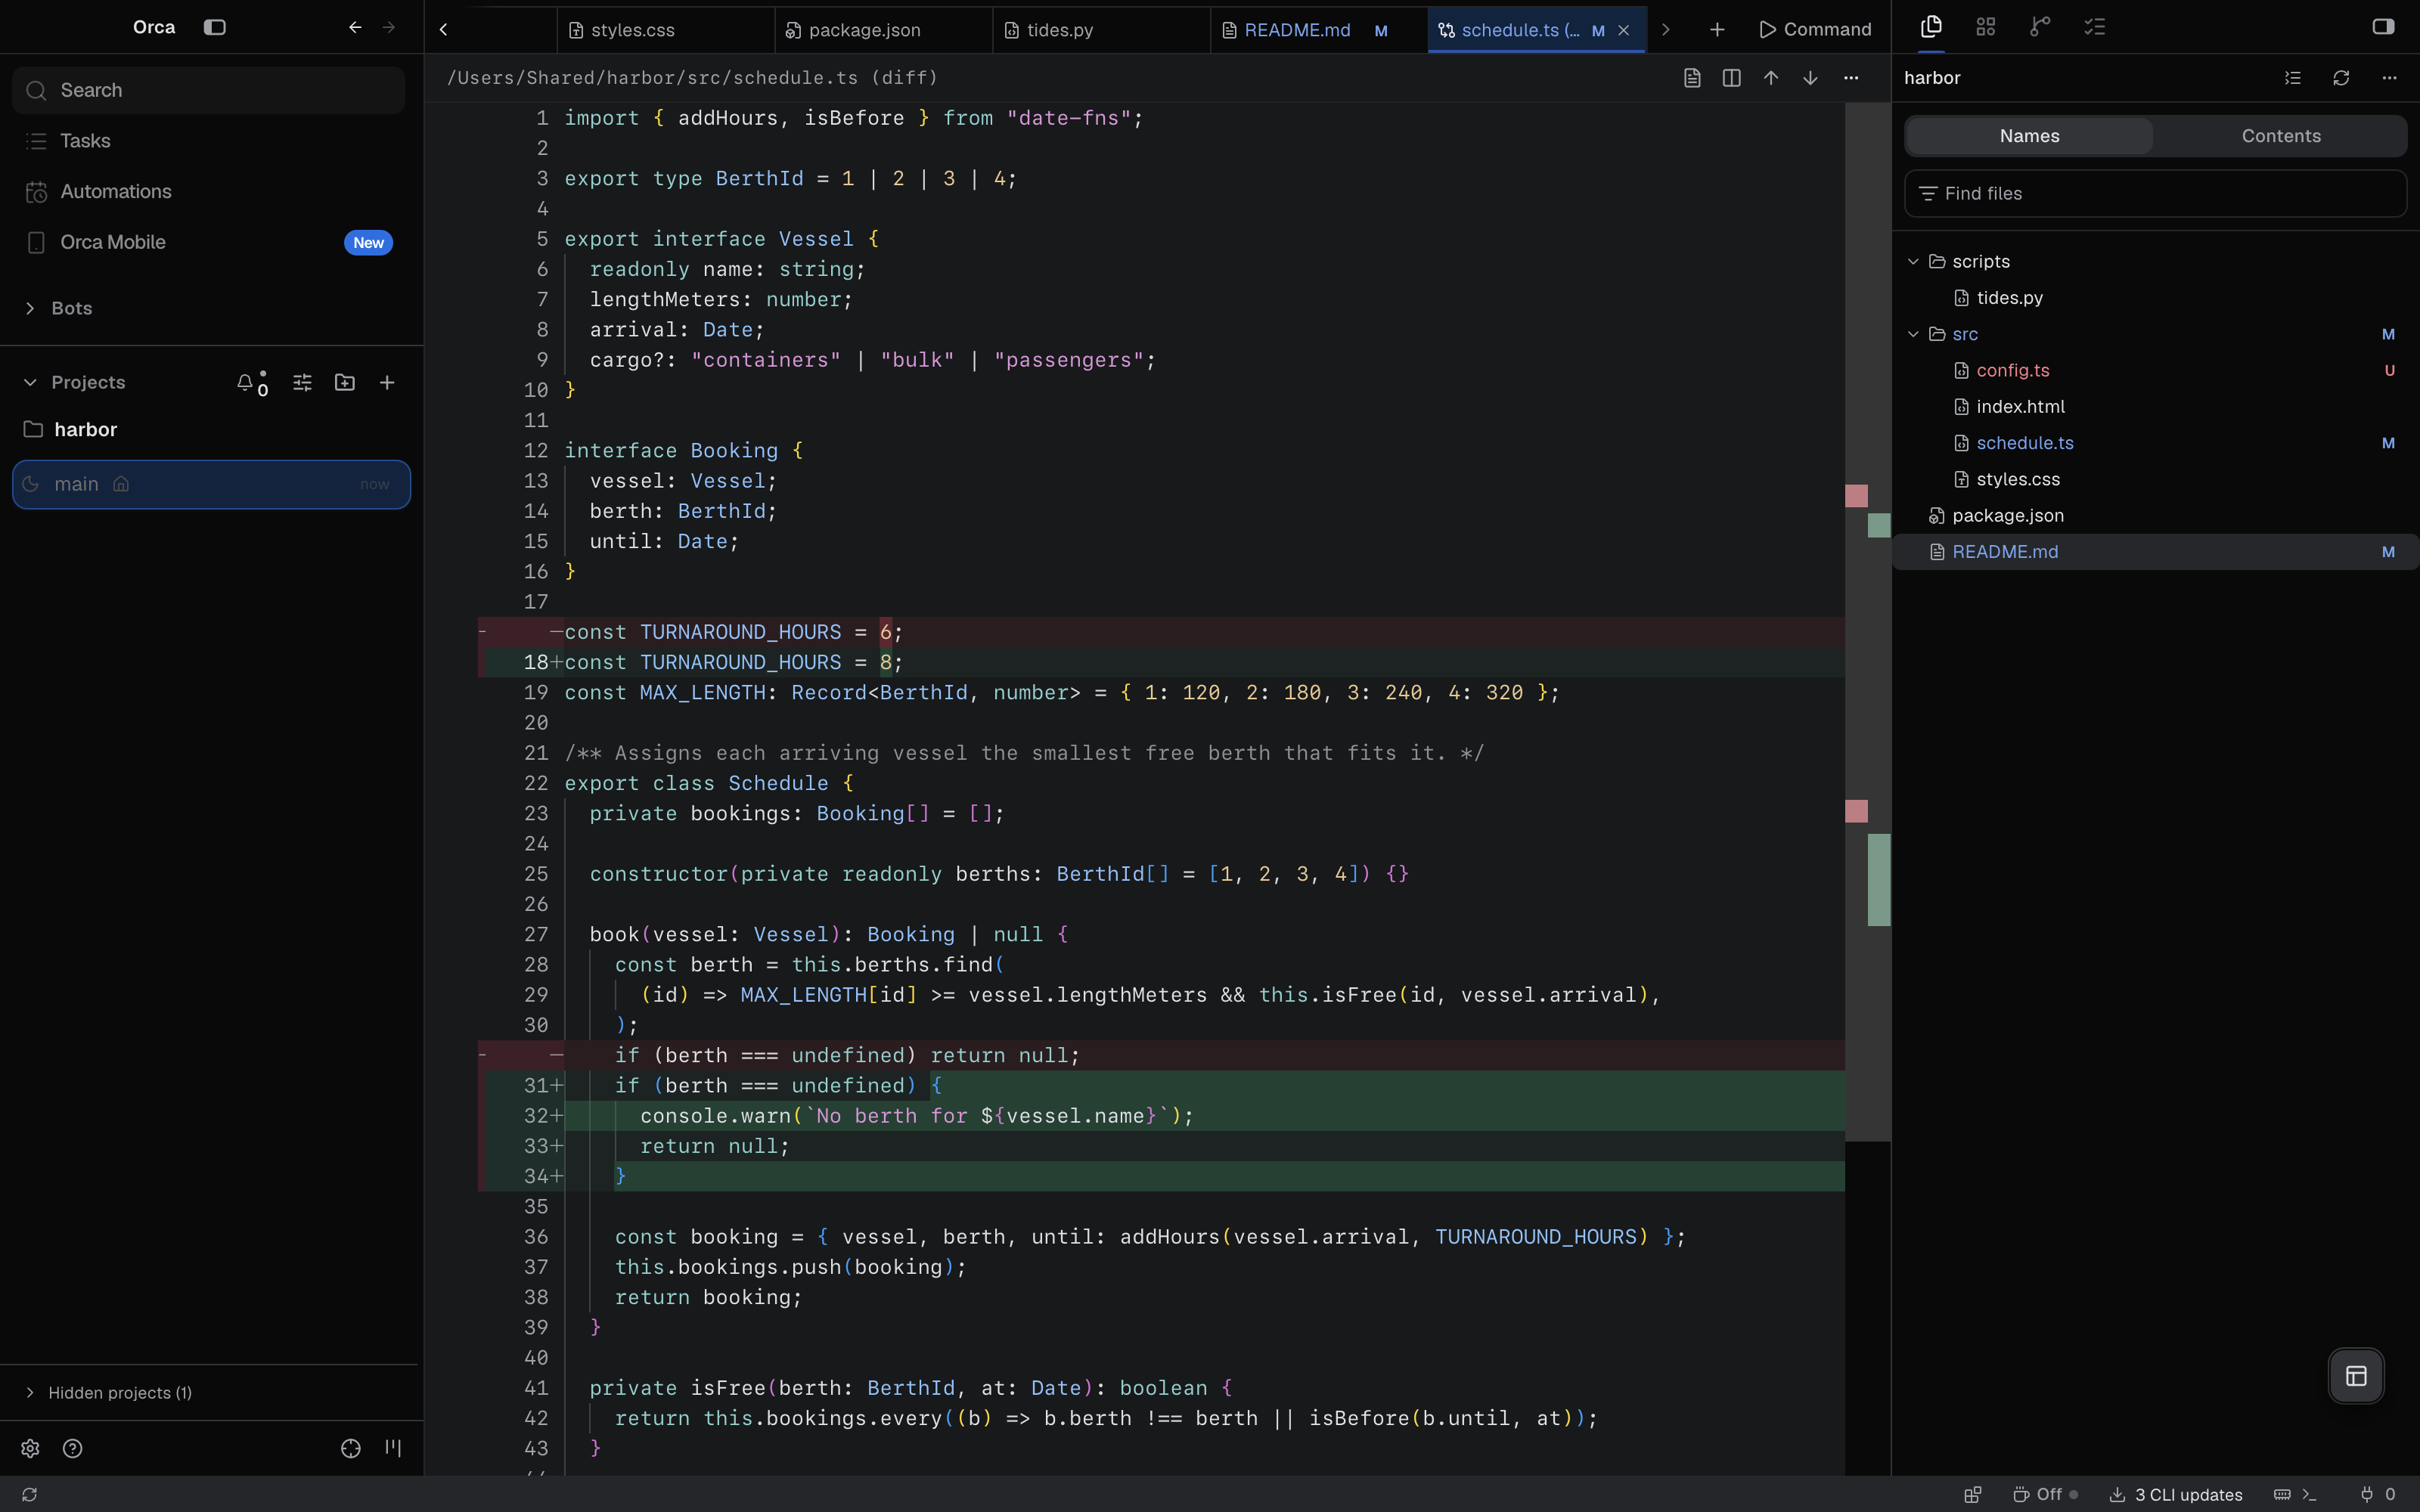 Orca
Search
Tasks
Automations
Orca Mobile New
Bots
Projects 0
harbor
main now
Hidden projects (1)
styles.css
package.json
tides.py
README.md M
schedule.ts (... M
Command
/Users/Shared/harbor/src/schedule.ts (diff)
1 import { addHours, isBefore } from "date-fns";
2
3 export type BerthId = 1 | 2 | 3 | 4;
4
5 export interface Vessel {
6 readonly name: string;
7 lengthMeters: number;
8 arrival: Date;
9 cargo?: "containers" | "bulk" | "passengers";
10 }
11
12 interface Booking {
13 vessel: Vessel;
14 berth: BerthId;
15 until: Date;
16 }
17
- —const TURNAROUND_HOURS = 6;
18+const TURNAROUND_HOURS = 8;
19 const MAX_LENGTH: Record<BerthId, number> = { 1: 120, 2: 180, 3: 240, 4: 320 };
20
21 /** Assigns each arriving vessel the smallest free berth that fits it. */
22 export class Schedule {
23 private bookings: Booking[] = [];
24
25 constructor(private readonly berths: BerthId[] = [1, 2, 3, 4]) {}
26
27 book(vessel: Vessel): Booking | null {
28 const berth = this.berths.find(
29 (id) => MAX_LENGTH[id] >= vessel.lengthMeters && this.isFree(id, vessel.arrival),
30 );
- — if (berth === undefined) return null;
31+ if (berth === undefined) {
32+ console.warn(`No berth for ${vessel.name}`);
33+ return null;
34+ }
35
36 const booking = { vessel, berth, until: addHours(vessel.arrival, TURNAROUND_HOURS) };
37 this.bookings.push(booking);
38 return booking;
39 }
40
41 private isFree(berth: BerthId, at: Date): boolean {
42 return this.bookings.every((b) => b.berth !== berth || isBefore(b.until, at));
43 }
harbor
Names Contents
Find files
scripts
tides.py
src M
config.ts U
index.html
schedule.ts M
styles.css
package.json
README.md M
Off
3 CLI updates
0